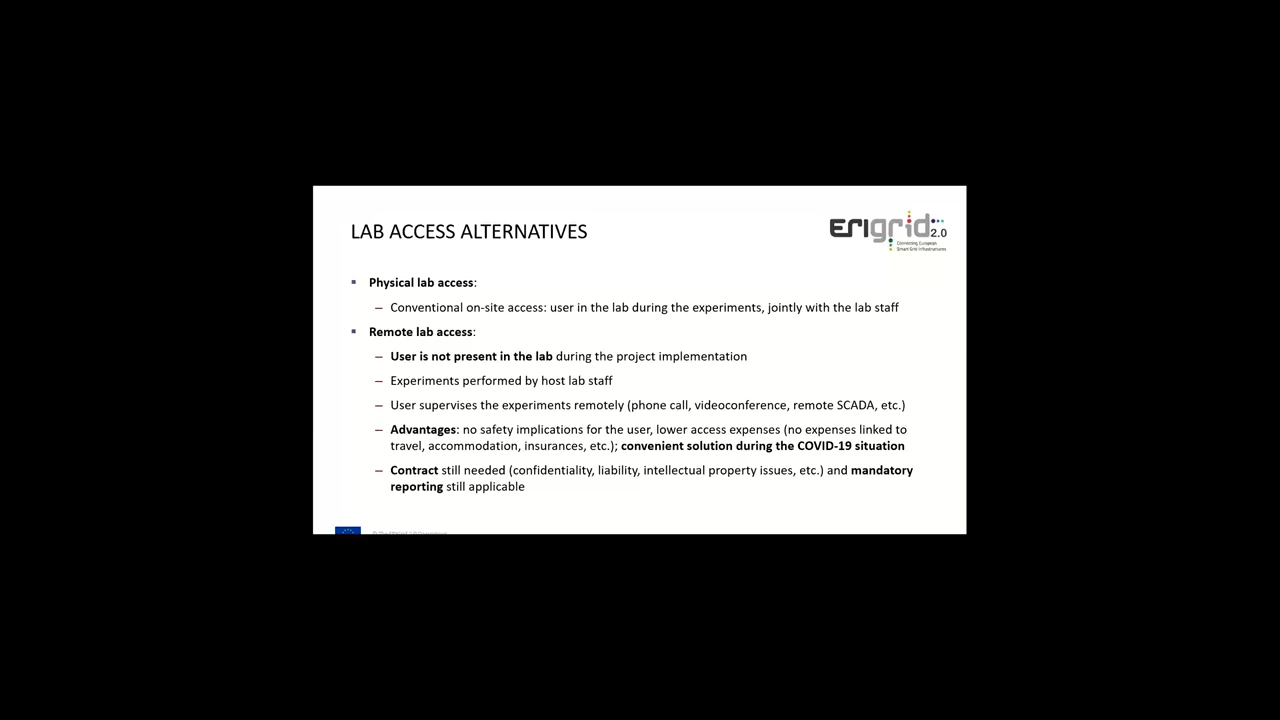 LAB ACCESS ALTERNATIVES
Erigrid 2.0
Connecting European
Smart Grid Infrastructures
▪ Physical lab access:
– Conventional on-site access: user in the lab during the experiments, jointly with the lab staff
▪ Remote lab access:
– User is not present in the lab during the project implementation
– Experiments performed by host lab staff
– User supervises the experiments remotely (phone call, videoconference, remote SCADA, etc.)
– Advantages: no safety implications for the user, lower access expenses (no expenses linked to
travel, accommodation, insurances, etc.); convenient solution during the COVID-19 situation
– Contract still needed (confidentiality, liability, intellectual property issues, etc.) and mandatory
reporting still applicable